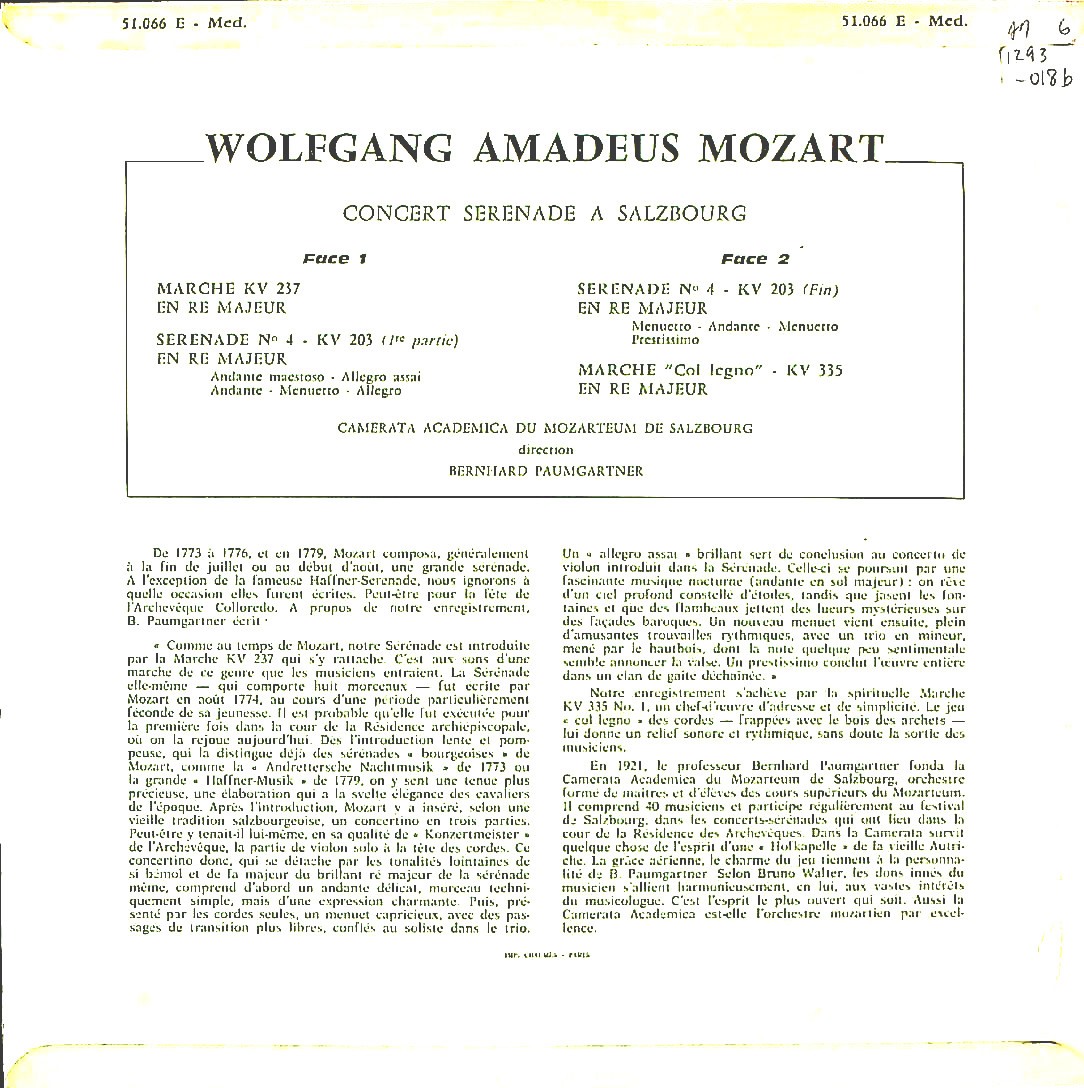 51.066 E - Med.
51.066 E - Med.
6
1293
-018b
WOLFGANG AMADEUS MOZART
CONCERT SERENADE A SALZBOURG
Face 1
MARCHE KV 237
EN RE MAJEUR
SERENADE No 4 - KV 203 (1re partie)
EN RE MAJEUR
Andante maestoso - Allegro assai
Andante - Menuetto - Allegro
Face 2
SERENADE No 4 - KV 203 (Fin)
EN RE MAJEUR
Menuetto - Andante - Menuetto
Prestissimo
MARCHE "Col legno" - KV 335
EN RE MAJEUR
CAMERATA ACADEMICA DU MOZARTEUM DE SALZBOURG
direction
BERNHARD PAUMGARTNER
De 1773 à 1776, et en 1779, Mozart composa, généralement
à la fin de juillet ou au début d'août, une grande sérénade.
A l'exception de la fameuse Haffner-Serenade, nous ignorons à
quelle occasion elles furent écrites. Peut-être pour la fête de
l'Archevêque Colloredo. A propos de notre enregistrement,
B. Paumgartner écrit :
« Comme au temps de Mozart, notre Sérénade est introduite
par la Marche KV 237 qui s'y rattache. C'est aux sons d'une
marche de ce genre que les musiciens entraient. La Sérénade
elle-même — qui comporte huit morceaux — fut écrite par
Mozart en août 1774, au cours d'une période particulièrement
féconde de sa jeunesse. Il est probable qu'elle fut exécutée pour
la première fois dans la cour de la Résidence archiépiscopale,
où on la rejoue aujourd'hui. Dès l'introduction lente et pom-
peuse, qui la distingue déjà des sérénades « bourgeoises » de
Mozart, comme la « Andrettersche Nachtmusik » de 1773 ou
la grande « Haffner-Musik » de 1779, on y sent une tenue plus
précieuse, une élaboration qui a la svelte élégance des cavaliers
de l'époque. Après l'introduction, Mozart y a inséré, selon une
vieille tradition salzbourgeoise, un concertino en trois parties.
Peut-être y tenait-il lui-même, en sa qualité de « Konzertmeister »
de l'Archevêque, la partie de violon solo à la tête des cordes. Ce
concertino donc, qui se détache par les tonalités lointaines de
si bémol et de fa majeur du brillant ré majeur de la sérénade
même, comprend d'abord un andante délicat, morceau techni-
quement simple, mais d'une expression charmante. Puis, pré-
senté par les cordes seules, un menuet capricieux, avec des pas-
sages de transition plus libres, confiés au soliste dans le trio.
Un « allegro assai » brillant sert de conclusion au concerto de
violon introduit dans la Sérénade. Celle-ci se poursuit par une
fascinante musique nocturne (andante en sol majeur) : on rêve
d'un ciel profond constellé d'étoiles, tandis que jasent les fon-
taines et que des flambeaux jettent des lueurs mystérieuses sur
des façades baroques. Un nouveau menuet vient ensuite, plein
d'amusantes trouvailles rythmiques, avec un trio en mineur,
mené par le hautbois, dont la note quelque peu sentimentale
semble annoncer la valse. Un prestissimo conclut l'œuvre entière
dans un élan de gaité déchaînée. »
Notre enregistrement s'achève par la spirituelle Marche
KV 335 No. 1, un chef-d'œuvre d'adresse et de simplicité. Le jeu
« col legno » des cordes — frappées avec le bois des archets —
lui donne un relief sonore et rythmique, sans doute la sortie des
musiciens.
En 1921, le professeur Bernhard Paumgartner fonda la
Camerata Academica du Mozarteum de Salzbourg, orchestre
formé de maîtres et d'élèves des cours supérieurs du Mozarteum.
Il comprend 40 musiciens et participe régulièrement au festival
de Salzbourg, dans les concerts-sérénades qui ont lieu dans la
cour de la Résidence des Archevêques. Dans la Camerata survit
quelque chose de l'esprit d'une « Hofkapelle » de la vieille Autri-
che. La grâce aérienne, le charme du jeu tiennent à la personna-
lité de B. Paumgartner Selon Bruno Walter, les dons innés du
musicien s'allient harmonieusement, en lui, aux vastes intérêts
du musicologue. C'est l'esprit le plus ouvert qui soit. Aussi la
Camerata Academica est-elle l'orchestre mozartien par excel-
lence.
IMP. - PARIS